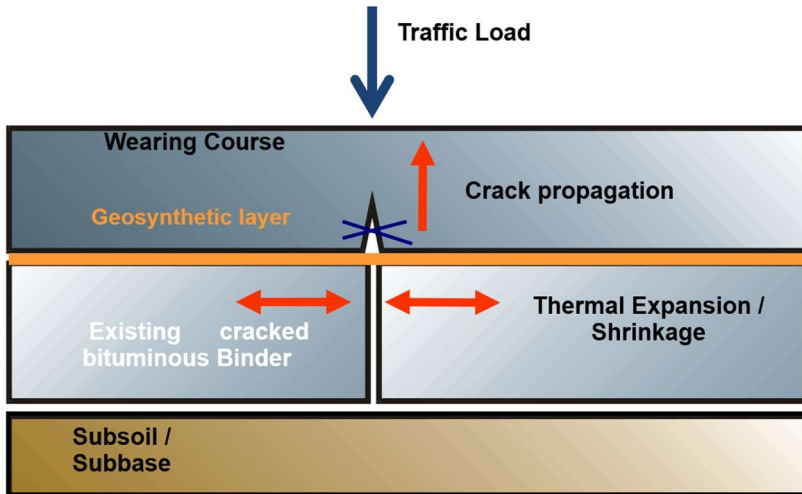 Traffic Load
Wearing Course
Crack propagation
Geosynthetic layer
Thermal Expansion /
Shrinkage
Existing cracked
bituminous Binder
Subsoil /
Subbase